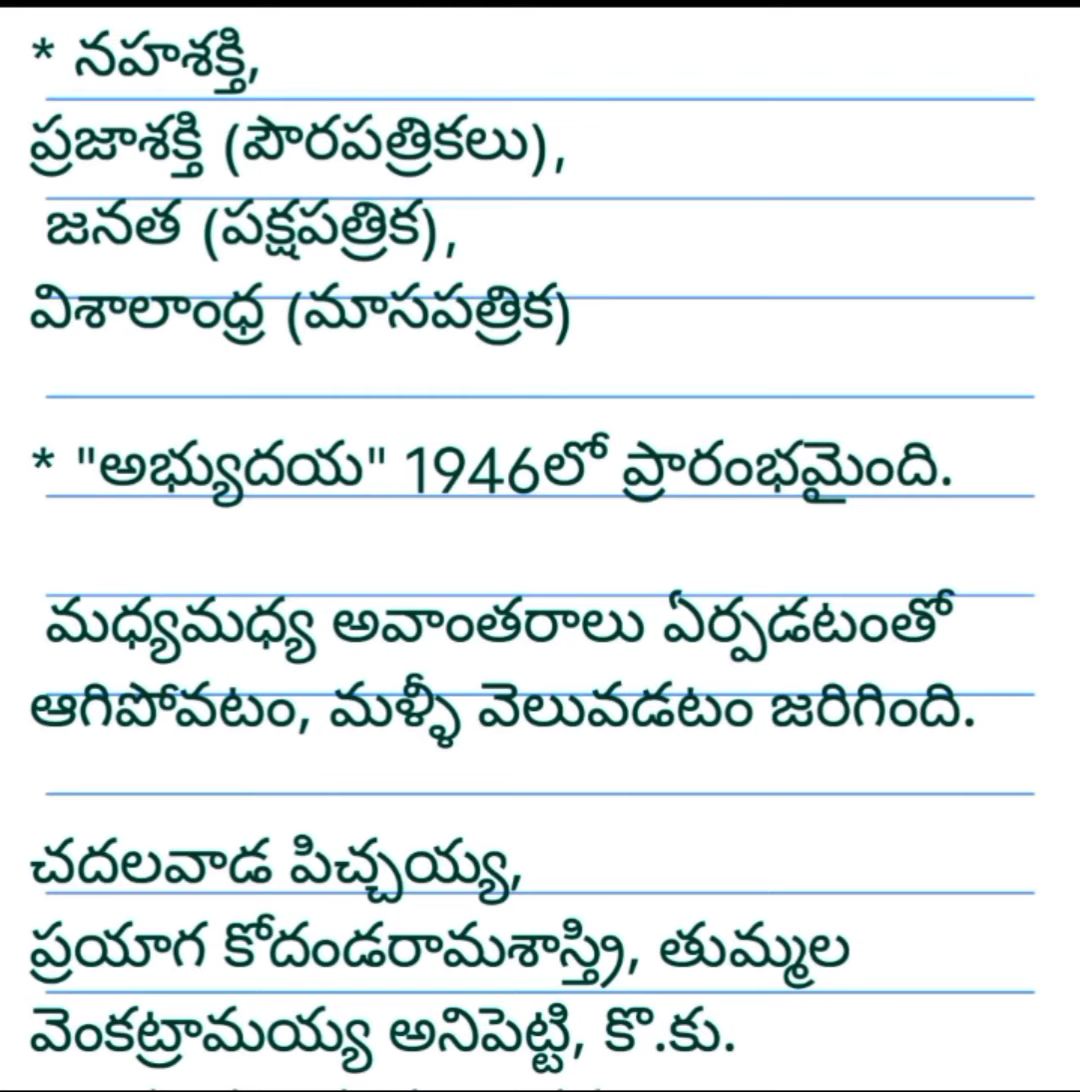 * నహశక్తి,
ప్రజాశక్తి (పౌరపత్రికలు),
జనత (పక్షపత్రిక),
విశాలాంధ్ర (మాసపత్రిక)
* "అభ్యుదయ" 1946లో ప్రారంభమైంది.
మధ్యమధ్య అవాంతరాలు ఏర్పడటంతో
ఆగిపోవటం, మళ్ళీ వెలువడటం జరిగింది.
చదలవాడ పిచ్చయ్య,
ప్రయాగ కోదండరామశాస్త్రి, తుమ్మల
వెంకట్రామయ్య అనిపెట్టి, కొ.కు.